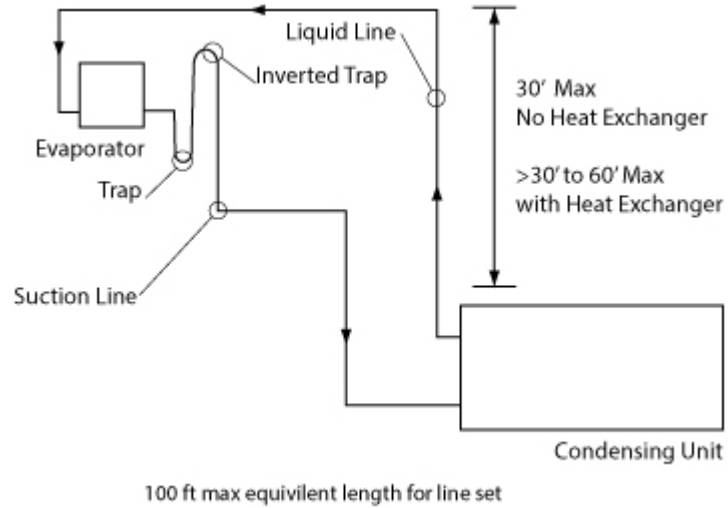 Liquid Line
Inverted Trap
30' Max
No Heat Exchanger
Evaporator
Trap
>30' to 60' Max
with Heat Exchanger
Suction Line
Condensing Unit
100 ft max equivilent length for line set